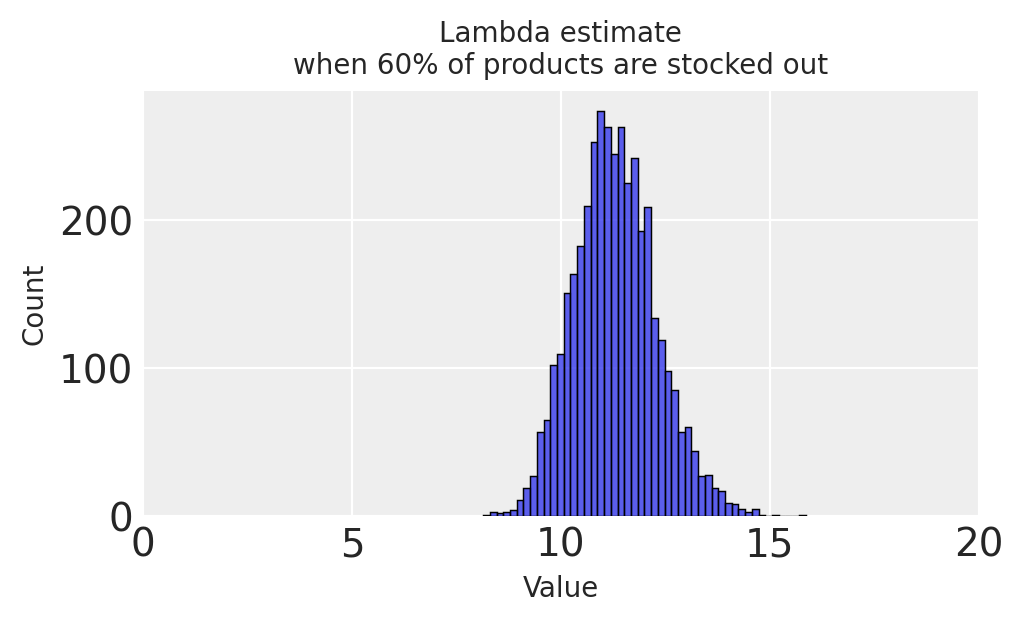 Lambda estimate
when 60% of products are stocked out
Count
200
100
0
0 5 10 15 20
Value